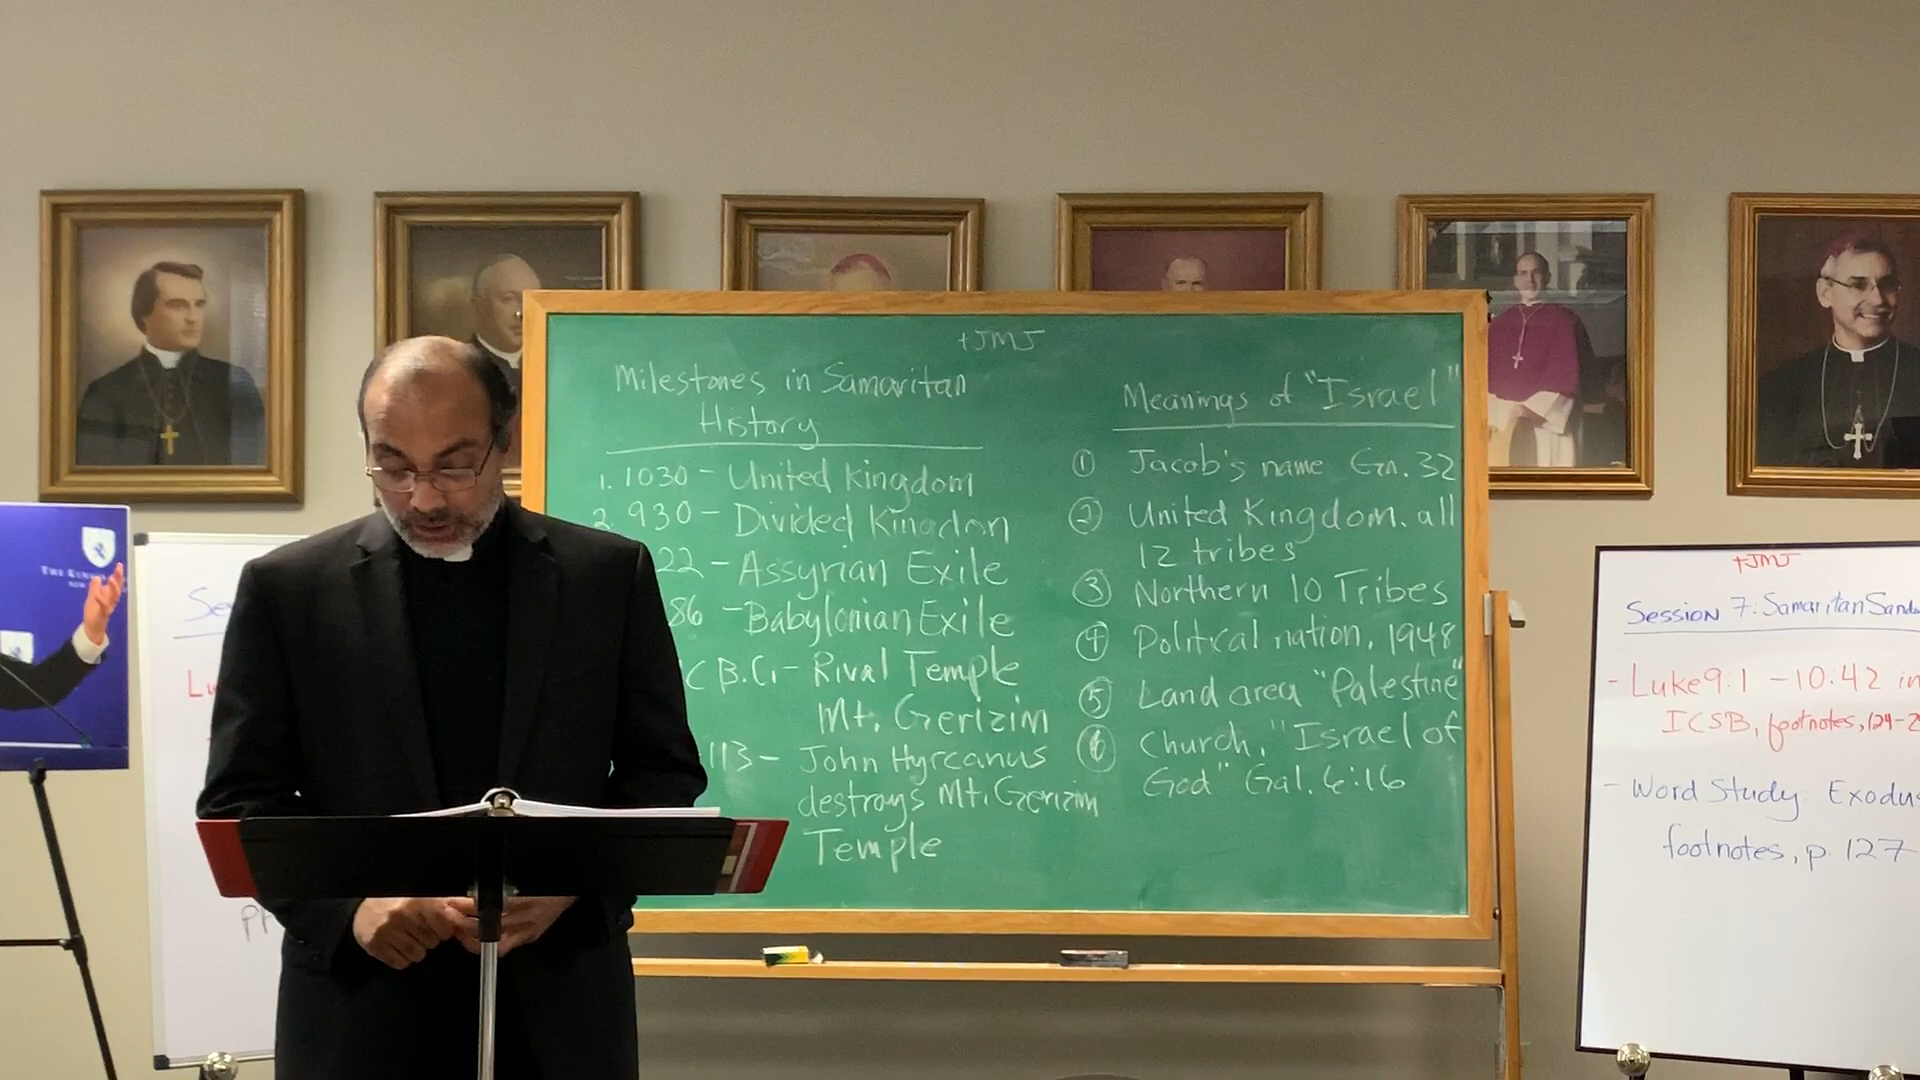 +JMJ
Milestones in Samaritan
History
1. 1030 - United Kingdom
2. 930 - Divided Kingdom
22 - Assyrian Exile
86 - Babylonian Exile
C B.C. - Rival Temple
Mt. Gerizim
113 - John Hyrcanus
destroys Mt. Gerizim
Temple
Meanings of "Israel"
① Jacob's name Gn. 32
② United Kingdom, all
12 tribes
③ Northern 10 Tribes
④ Political nation, 1948
⑤ Land area "Palestine"
⑥ Church, "Israel of
God" Gal. 6:16
+JMJ
Session 7: Samaritan Sand
- Luke 9:1 - 10:42 in
ICSB, footnotes, 124-2
- Word Study: Exodus
footnotes, p. 127